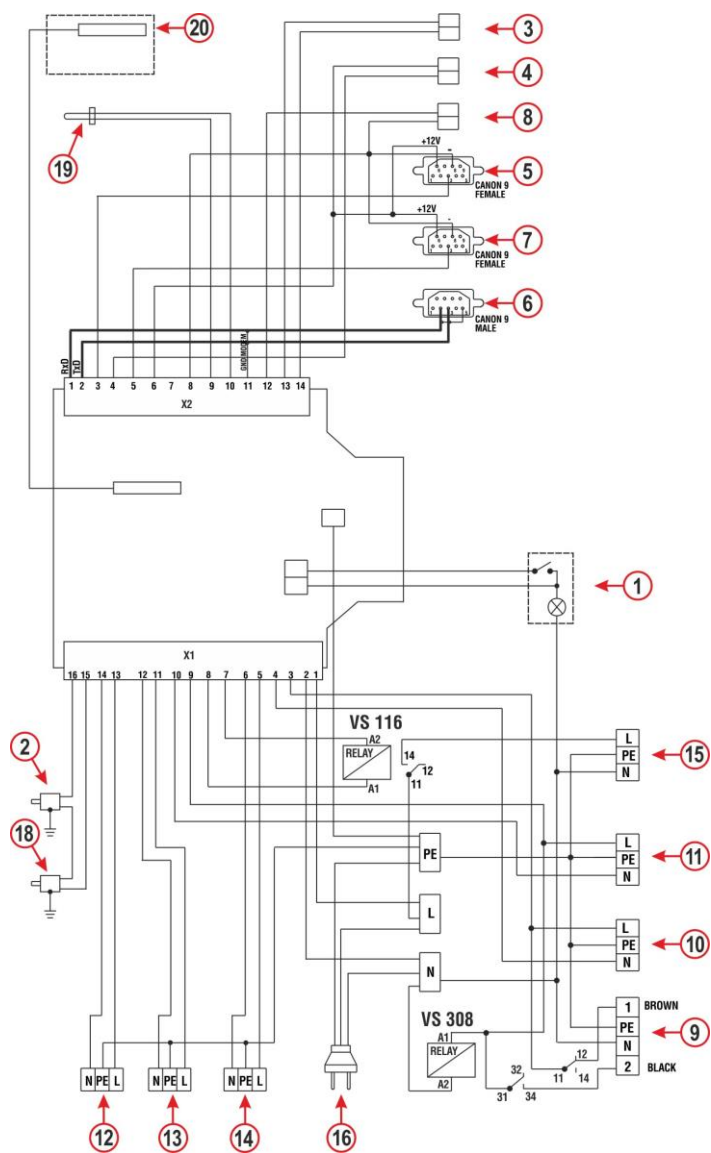 20
3
4
8
19
+12V
-
5
CANON 9
FEMALE
+12V
-
7
CANON 9
FEMALE
6
CANON 9
MALE
RxD
TxD
GND/MODEM
1 2 3 4 5 6 7 8 9 10 11 12 13 14
X2
1
X1
16 15 14 13 12 11 10 9 8 7 6 5 4 3 2 1
VS 116
A2
RELAY
A1
14
12
11
L
PE
N
15
2
18
PE
L
PE
N
11
L
L
PE
N
10
N
VS 308
A1
RELAY
A2
32
31
34
12
11
14
1 BROWN
PE
N
2 BLACK
9
N PE L
N PE L
N PE L
12
13
14
16